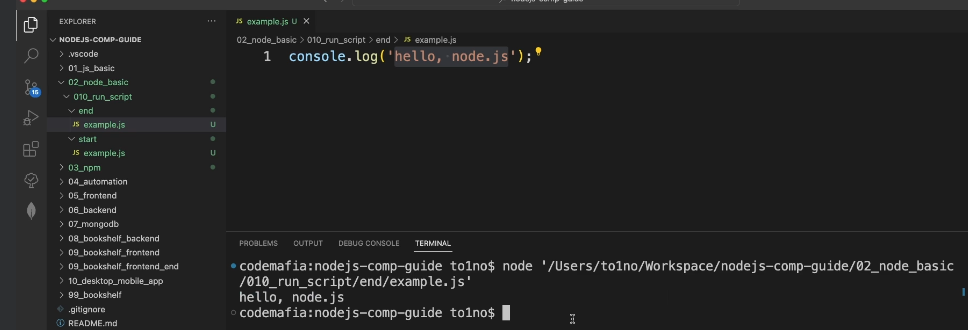 nodejs-comp-guide
EXPLORER
···
NODEJS-COMP-GUIDE
.vscode
01_js_basic
02_node_basic
010_run_script
end
JS example.js U
start
JS example.js U
03_npm
04_automation
05_frontend
06_backend
07_mongodb
08_bookshelf_backend
09_bookshelf_frontend
09_bookshelf_frontend_end
10_desktop_mobile_app
99_bookshelf
.gitignore
README.md
16
JS example.js U
02_node_basic > 010_run_script > end > JS example.js
1 console.log('hello, node.js');
PROBLEMS OUTPUT DEBUG CONSOLE TERMINAL
codemafia:nodejs-comp-guide to1no$ node '/Users/to1no/Workspace/nodejs-comp-guide/02_node_basic
/010_run_script/end/example.js'
hello, node.js
codemafia:nodejs-comp-guide to1no$